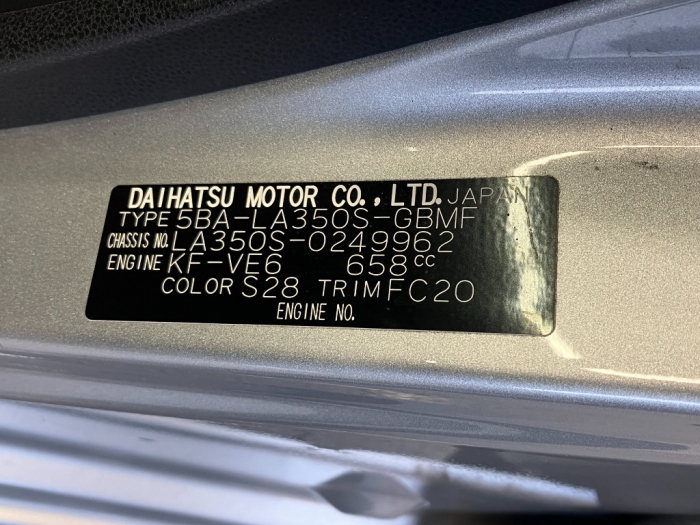 DAIHATSU MOTOR CO., LTD. JAPAN
TYPE 5BA-LA350S-GBMF
CHASSIS NO. LA350S-0249962
ENGINE KF-VE6 658cc
COLOR S28 TRIM FC20
ENGINE NO.